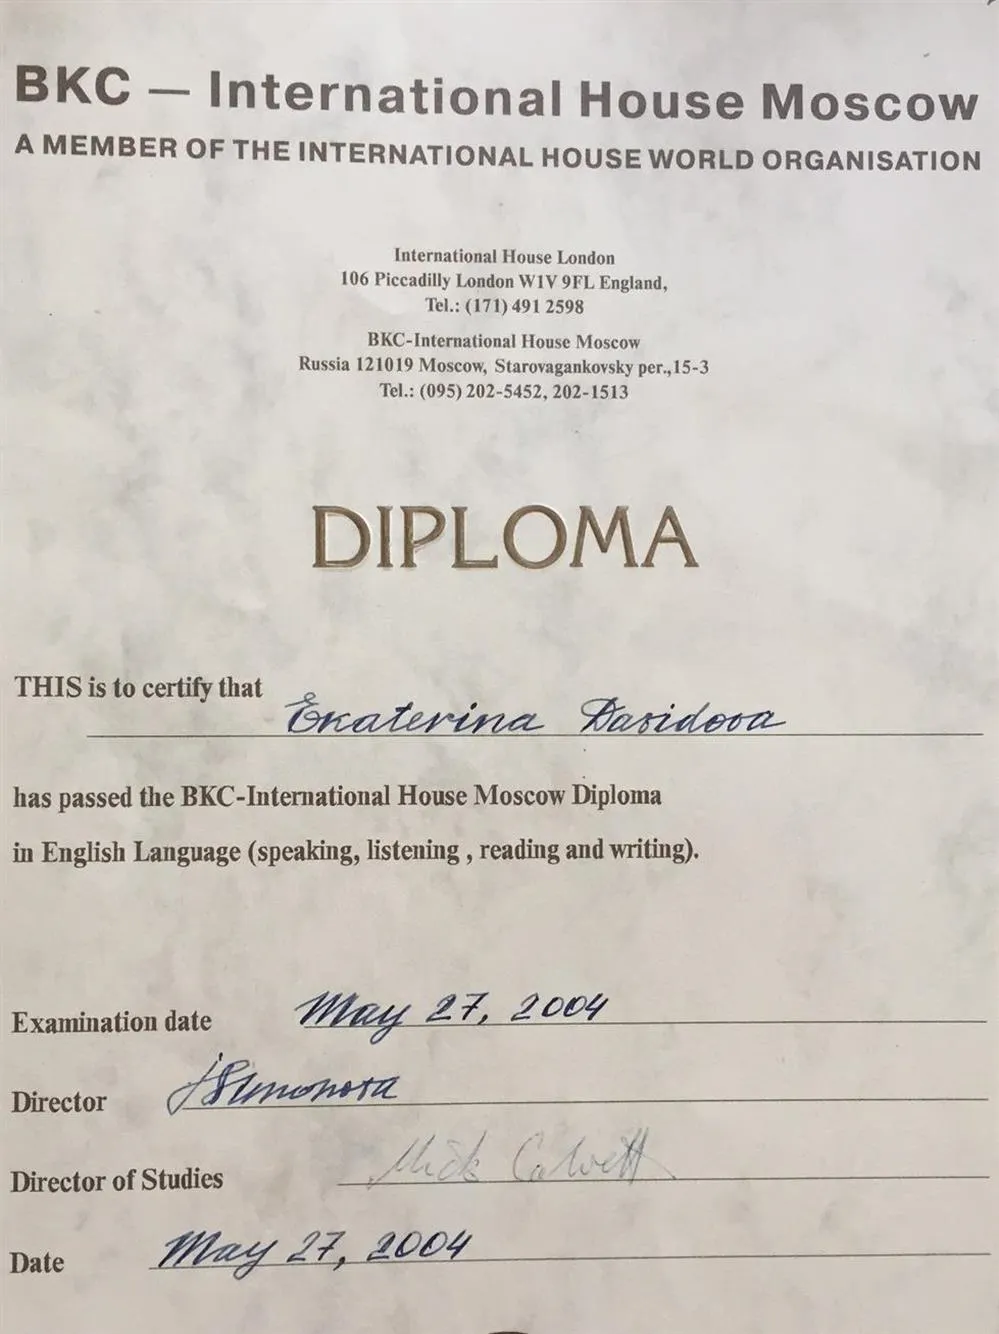 BKC — International House Moscow
A MEMBER OF THE INTERNATIONAL HOUSE WORLD ORGANISATION
International House London
106 Piccadilly London W1V 9FL England,
Tel.: (171) 491 2598
BKC-International House Moscow
Russia 121019 Moscow, Starovagankovsky per.,15-3
Tel.: (095) 202-5452, 202-1513
DIPLOMA
THIS is to certify that
Ekaterina Davidova
has passed the BKC-International House Moscow Diploma
in English Language (speaking, listening , reading and writing).
Examination date May 27, 2004
Director
Director of Studies Mick
Date May 27, 2004